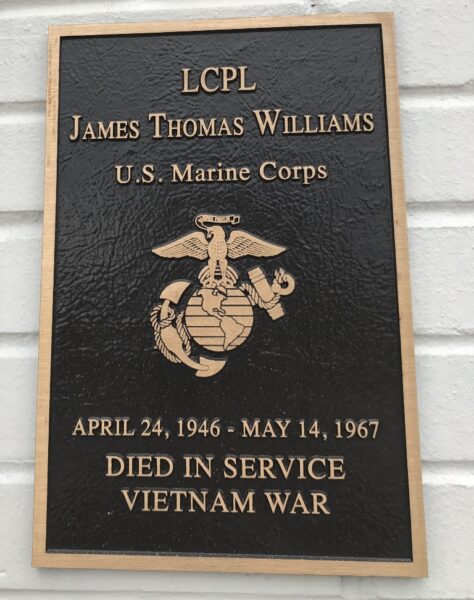 LCPL
JAMES THOMAS WILLIAMS
U.S. Marine Corps
APRIL 24, 1946 - MAY 14, 1967
DIED IN SERVICE
VIETNAM WAR